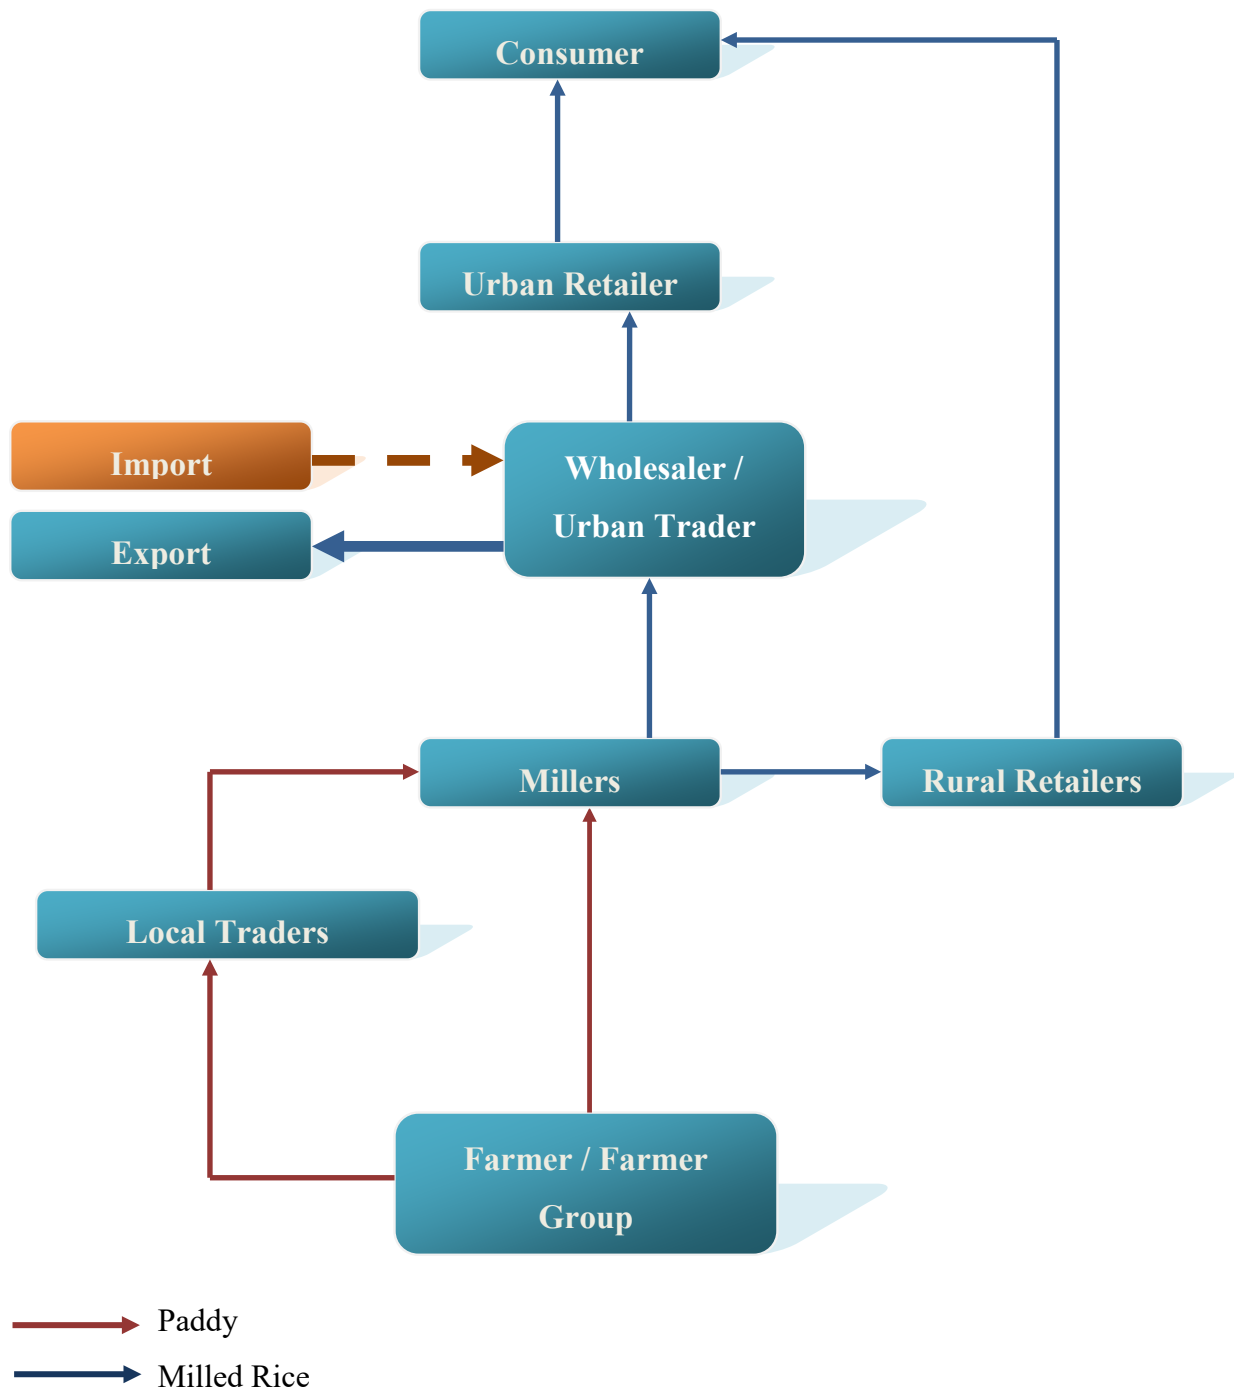 Consumer
Urban Retailer
Import
Wholesaler /
Urban Trader
Export
Millers
Rural Retailers
Local Traders
Farmer / Farmer
Group
Paddy
Milled Rice